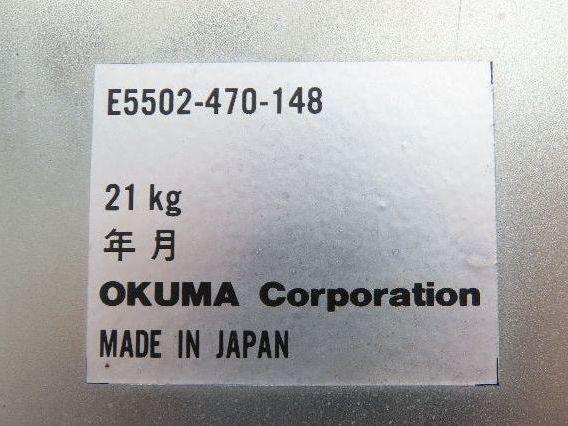 E5502-470-148
21 kg
年 月
OKUMA Corporation
MADE IN JAPAN